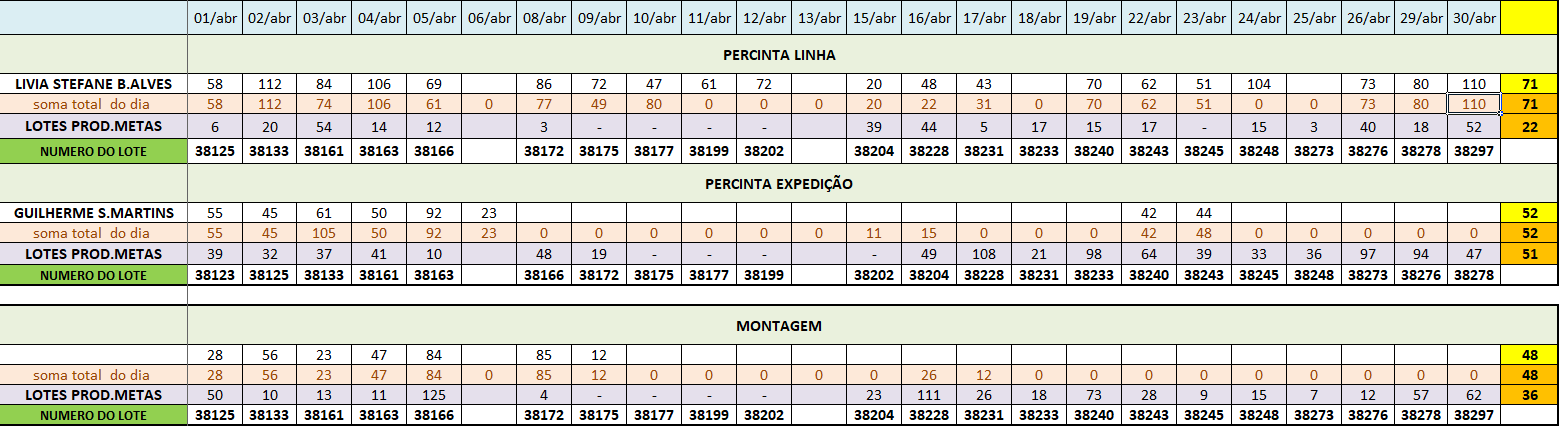 01/abr 02/abr 03/abr 04/abr 05/abr 06/abr 08/abr 09/abr 10/abr 11/abr 12/abr 13/abr 15/abr 16/abr 17/abr 18/abr 19/abr 22/abr 23/abr 24/abr 25/abr 26/abr 29/abr 30/abr
PERCINTA LINHA
LIVIA STEFANE B.ALVES 58 112 84 106 69 86 72 47 61 72 20 48 43 70 62 51 104 73 80 110 71
soma total do dia 58 112 74 106 61 0 77 49 80 0 0 0 20 22 31 0 70 62 51 0 0 73 80 110 71
LOTES PROD.METAS 6 20 54 14 12 3 - - - - 39 44 5 17 15 17 - 15 3 40 18 52 22
NUMERO DO LOTE 38125 38133 38161 38163 38166 38172 38175 38177 38199 38202 38204 38228 38231 38233 38240 38243 38245 38248 38273 38276 38278 38297
PERCINTA EXPEDIÇÃO
GUILHERME S.MARTINS 55 45 61 50 92 23 42 44 52
soma total do dia 55 45 105 50 92 23 0 0 0 0 0 0 11 15 0 0 0 42 48 0 0 0 0 0 52
LOTES PROD.METAS 39 32 37 41 10 48 19 - - - - 49 108 21 98 64 39 33 36 97 94 47 51
NUMERO DO LOTE 38123 38125 38133 38161 38163 38166 38172 38175 38177 38199 38202 38204 38228 38231 38233 38240 38243 38245 38248 38273 38276 38278
MONTAGEM
28 56 23 47 84 85 12 48
soma total do dia 28 56 23 47 84 0 85 12 0 0 0 0 0 26 12 0 0 0 0 0 0 0 0 0 48
LOTES PROD.METAS 50 10 13 11 125 4 - - - - 23 111 26 18 73 28 9 15 7 12 57 62 36
NUMERO DO LOTE 38125 38133 38161 38163 38166 38172 38175 38177 38199 38202 38204 38228 38231 38233 38240 38243 38245 38248 38273 38276 38278 38297